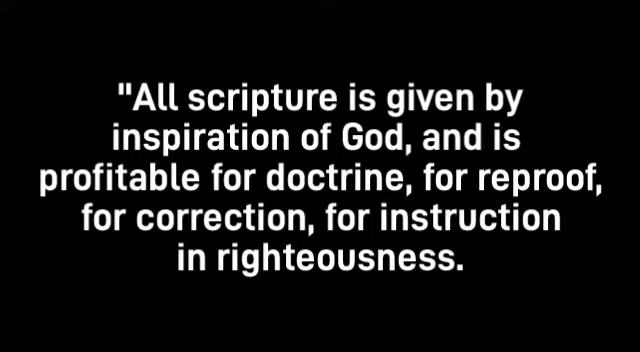 "All scripture is given by
inspiration of God, and is
profitable for doctrine, for reproof,
for correction, for instruction
in righteousness.